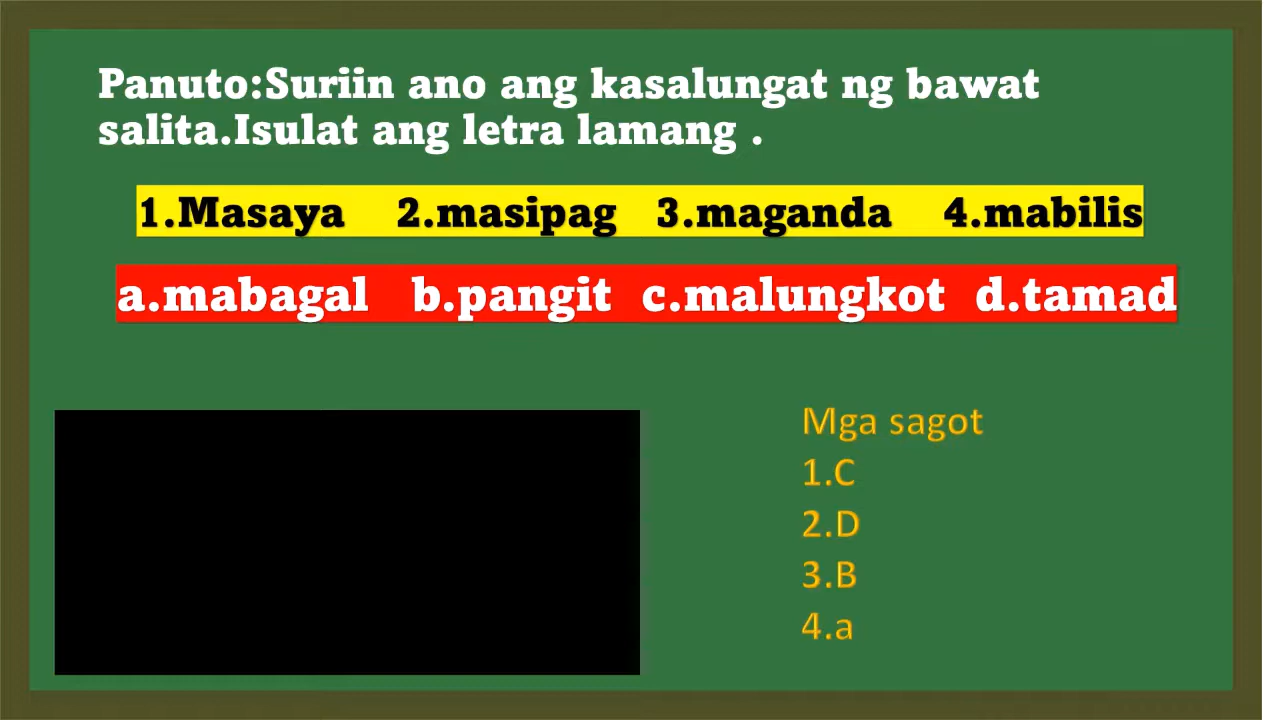 Panuto:Suriin ano ang kasalungat ng bawat
salita.Isulat ang letra lamang .
1.Masaya 2.masipag 3.maganda 4.mabilis
a.mabagal b.pangit c.malungkot d.tamad
Mga sagot
1.C
2.D
3.B
4.a